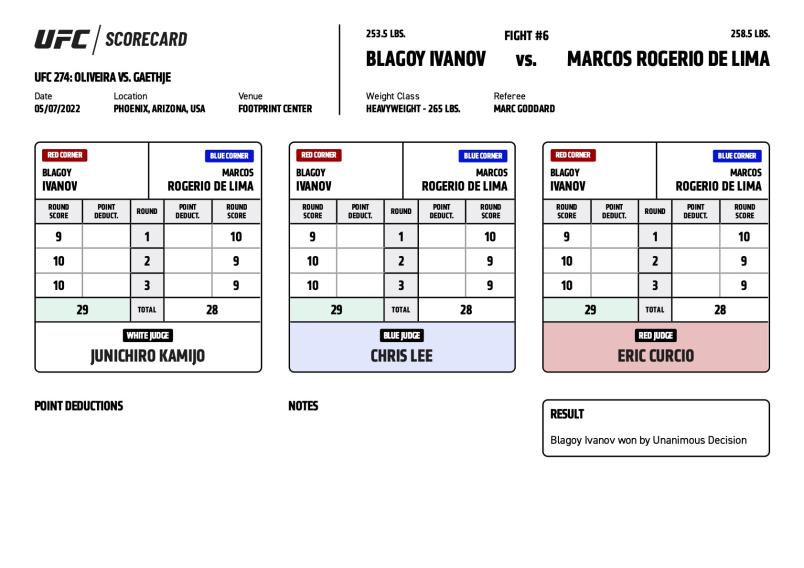 UFC / SCORECARD
UFC 274: OLIVEIRA VS. GAETHJE
Date Location Venue
05/07/2022 PHOENIX, ARIZONA, USA FOOTPRINT CENTER
253.5 LBS. FIGHT #6 258.5 LBS.
BLAGOY IVANOV VS. MARCOS ROGERIO DE LIMA
Weight Class Referee
HEAVYWEIGHT - 265 LBS. MARC GODDARD
RED CORNER BLUE CORNER
BLAGOY MARCOS
IVANOV ROGERIO DE LIMA
ROUND POINT ROUND POINT ROUND
SCORE DEDUCT. DEDUCT. SCORE
9 1 10
10 2 9
10 3 9
29 TOTAL 28
WHITE JUDGE
JUNICHIRO KAMIJO
RED CORNER BLUE CORNER
BLAGOY MARCOS
IVANOV ROGERIO DE LIMA
ROUND POINT ROUND POINT ROUND
SCORE DEDUCT. DEDUCT. SCORE
9 1 10
10 2 9
10 3 9
29 TOTAL 28
BLUE JUDGE
CHRIS LEE
RED CORNER BLUE CORNER
BLAGOY MARCOS
IVANOV ROGERIO DE LIMA
ROUND POINT ROUND POINT ROUND
SCORE DEDUCT. DEDUCT. SCORE
9 1 10
10 2 9
10 3 9
29 TOTAL 28
RED JUDGE
ERIC CURCIO
POINT DEDUCTIONS
NOTES
RESULT
Blagoy Ivanov won by Unanimous Decision